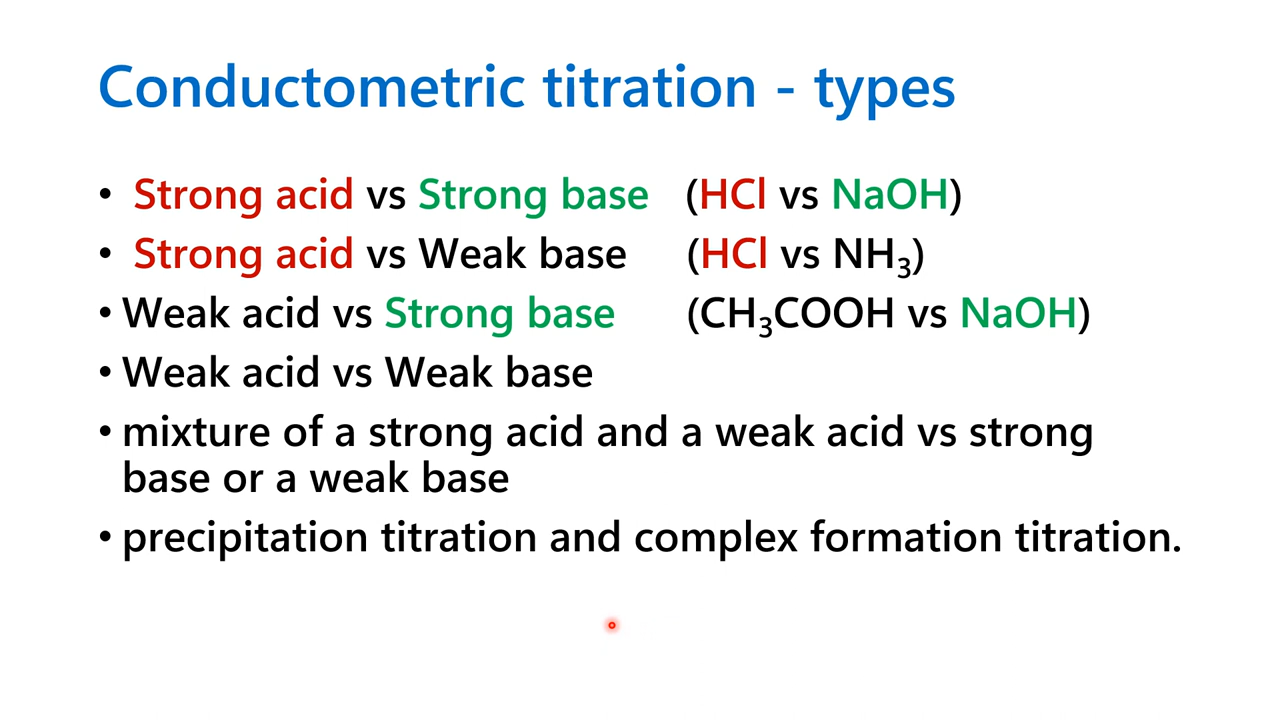 Conductometric titration - types
• Strong acid vs Strong base (HCl vs NaOH)
• Strong acid vs Weak base (HCl vs NH₃)
• Weak acid vs Strong base (CH₃COOH vs NaOH)
• Weak acid vs Weak base
• mixture of a strong acid and a weak acid vs strong
base or a weak base
• precipitation titration and complex formation titration.